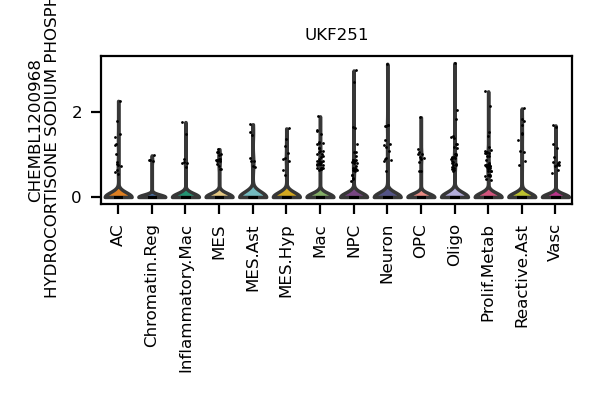 UKF251
CHEMBL1200968
HYDROCORTISONE SODIUM PHOSPH
2
0
AC
Chromatin.Reg
Inflammatory.Mac
MES
MES.Ast
MES.Hyp
Mac
NPC
Neuron
OPC
Oligo
Prolif.Metab
Reactive.Ast
Vasc